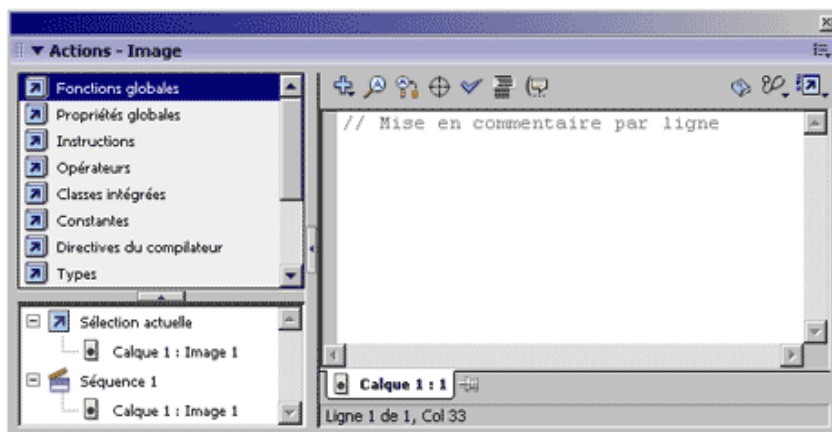 Actions - Image
Fonctions globales
Propriétés globales
Instructions
Opérateurs
Classes intégrées
Constantes
Directives du compilateur
Types
Sélection actuelle
Calque 1 : Image 1
Séquence 1
Calque 1 : Image 1
// Mise en commentaire par ligne
Calque 1 : 1
Ligne 1 de 1, Col 33